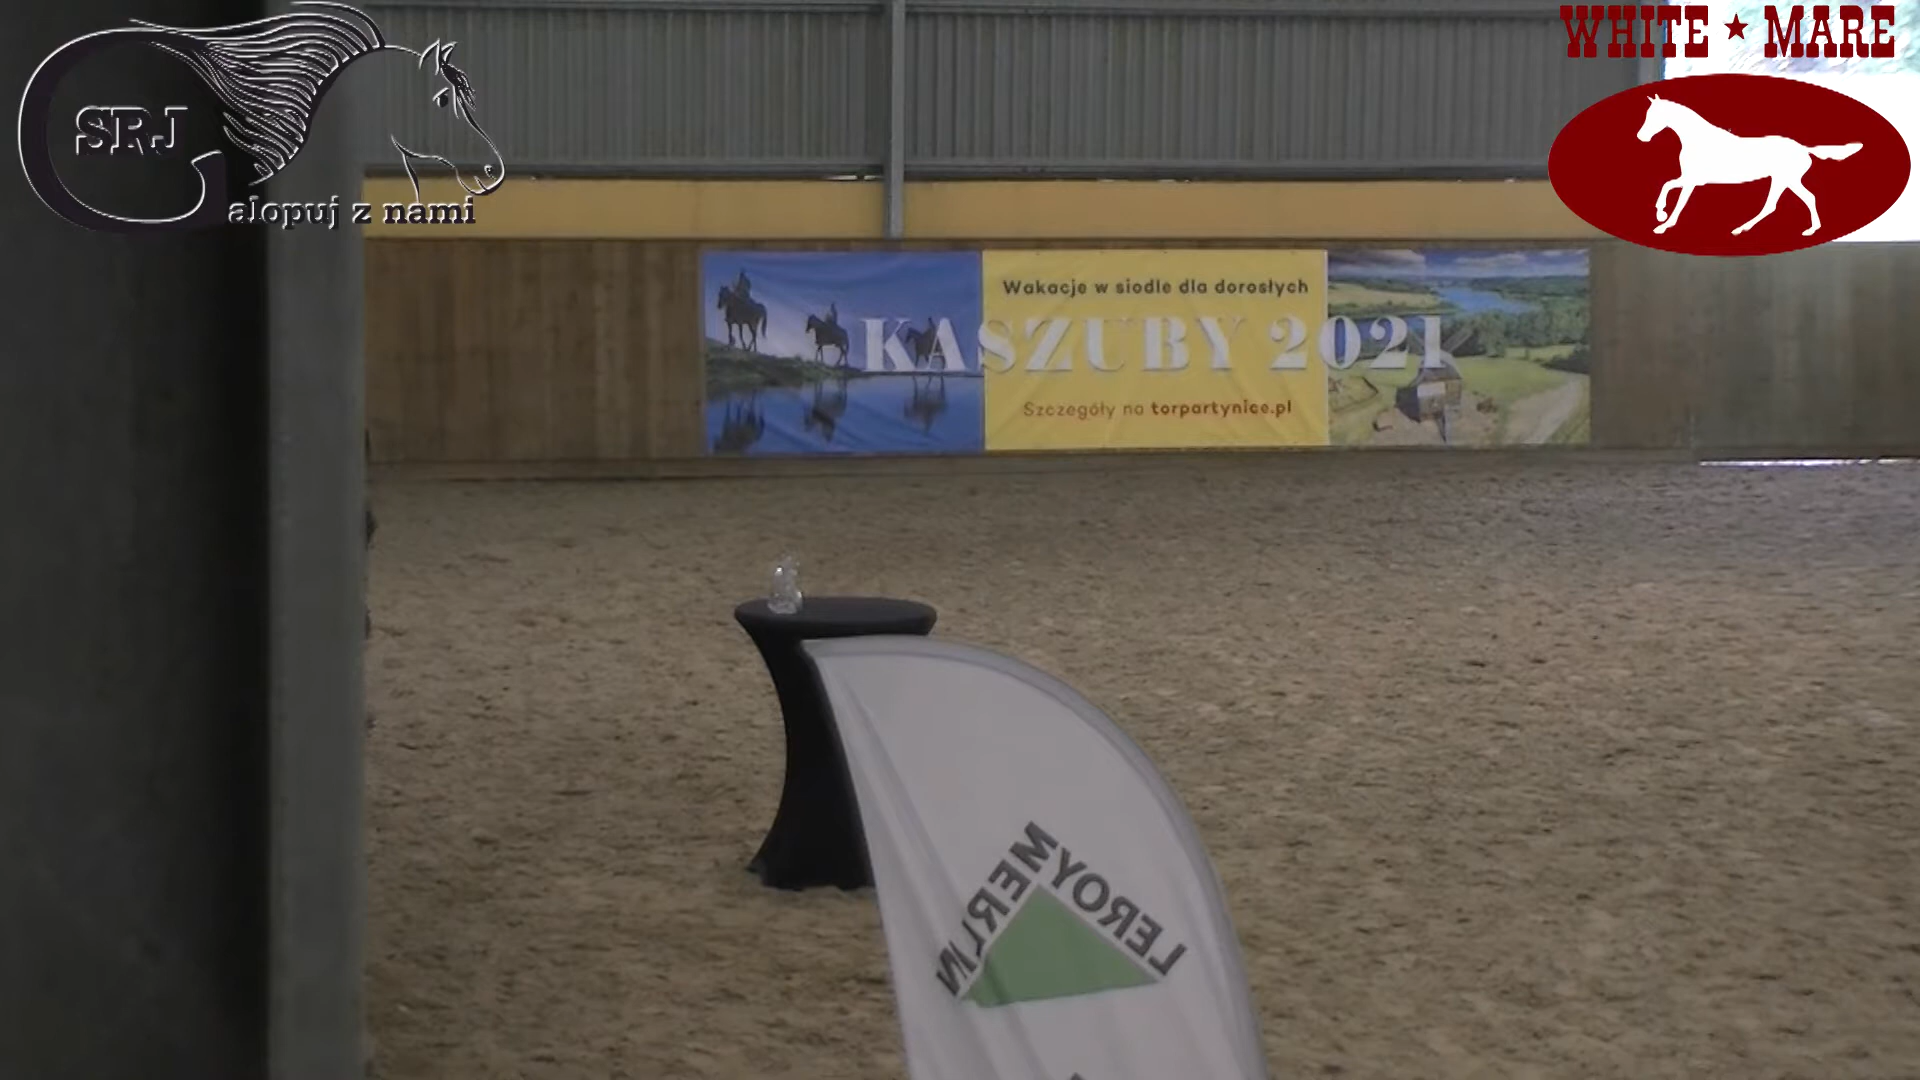 SRJ
Galopuj z nami
WHITE ★ MARE
Wakacje w siodle dla dorosłych
KASZUBY 2021
Szczegóły na torpartynice.pl
LEROY MERLIN